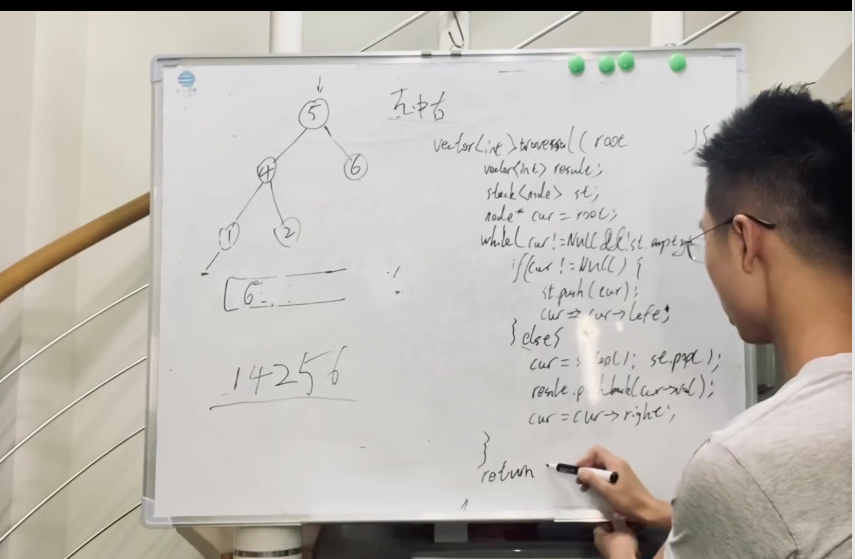 5
左中右
4
6
1
2
6
14256
vector<int> traversal( root ){
vector<int> result;
stack<node> st;
node* cur = root;
while( cur!=Null && !st.empty
if(cur != Null) {
st.push(cur);
cur = cur->left;
} else{
cur = st.top(); st.pop();
result.pushback(cur->val);
cur = cur->right;
}
return